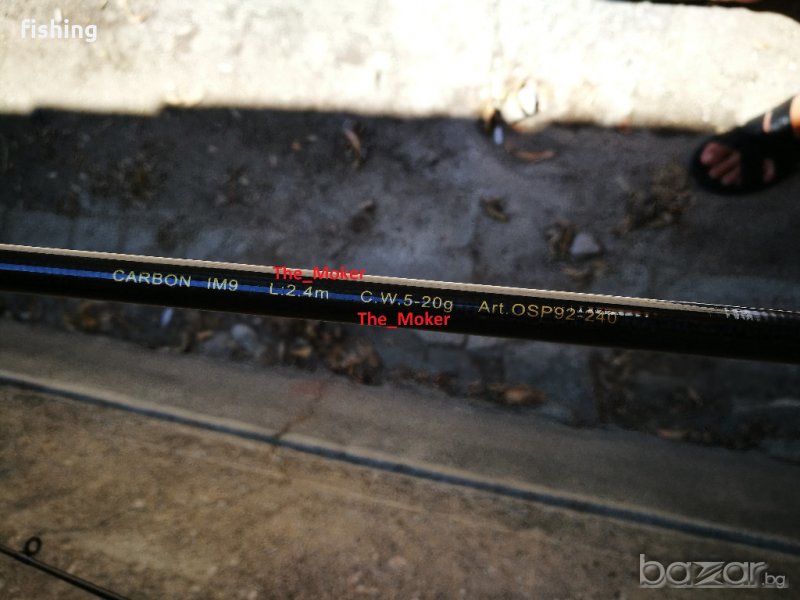 fishing
The_Moker
CARBON IM9 L:2.4m C.W.5-20g Art.OSP92-240
The_Moker
bazar.bg